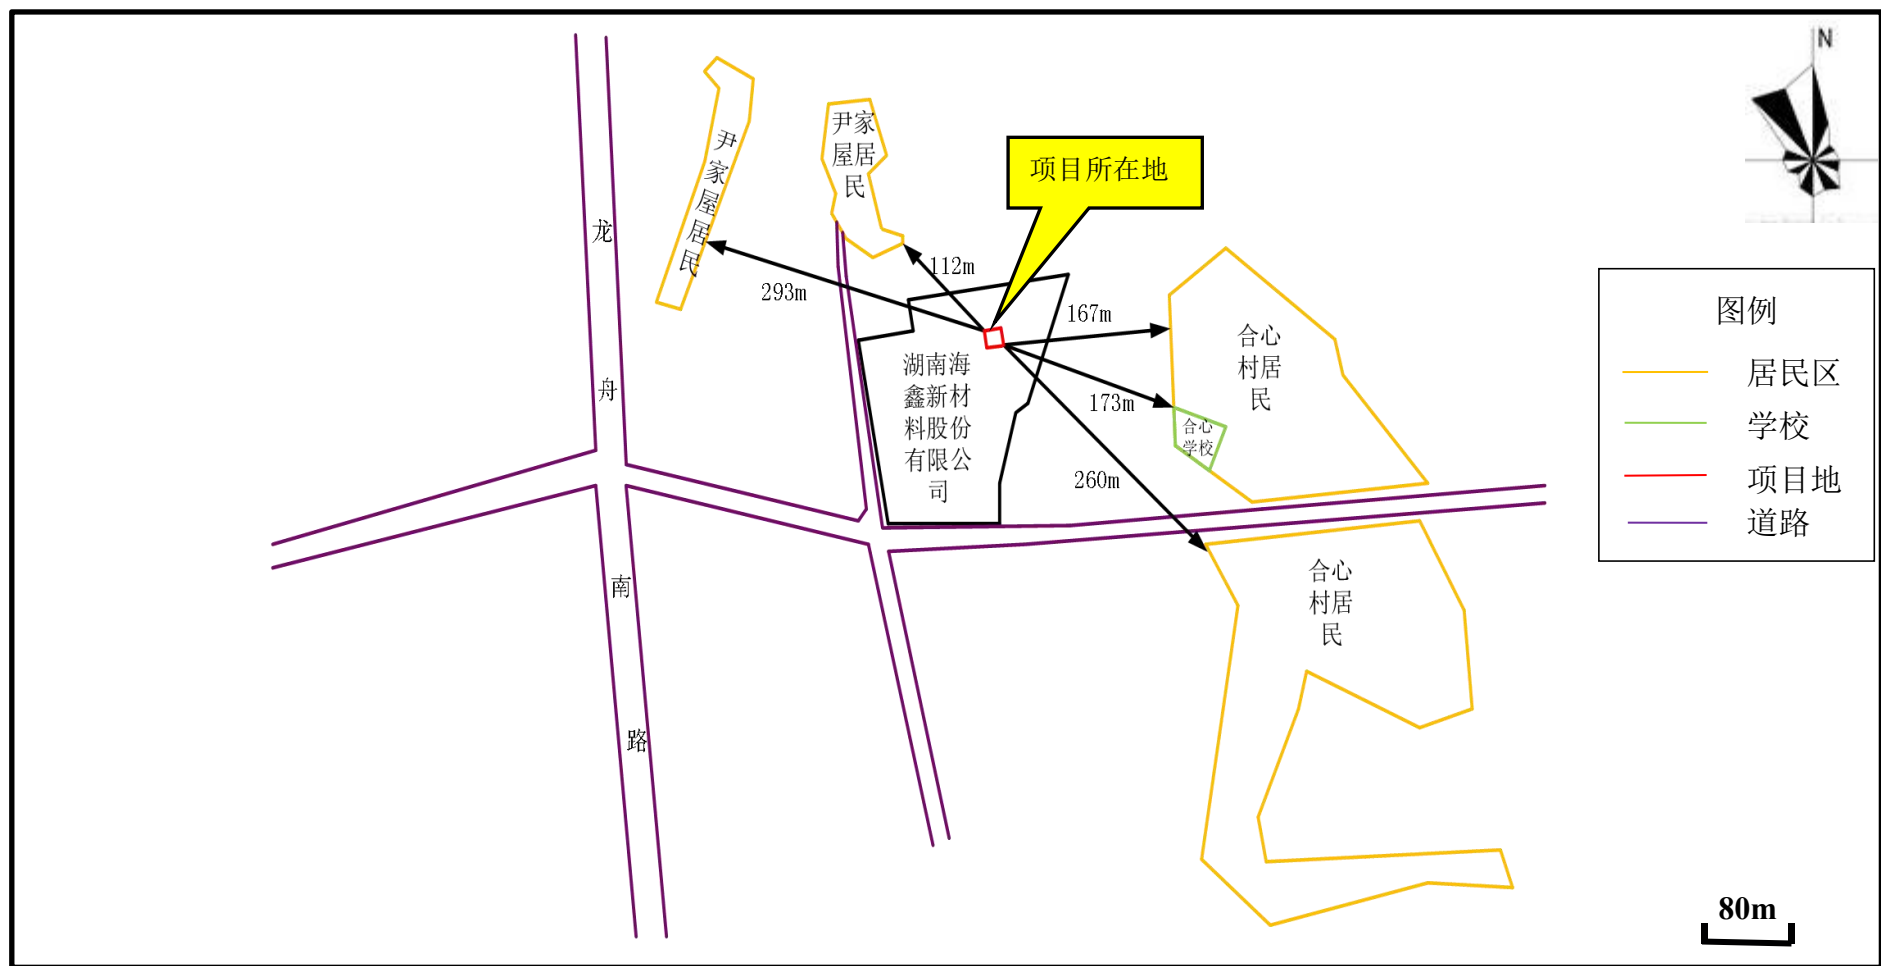 N
尹家屋居民
尹家
屋居
民
项目所在地
龙舟南路
112m
293m
167m
173m
260m
湖南海
鑫新材
料股份
有限公
司
合心
村居
民
合心
学校
合心
村居
民
图例
居民区
学校
项目地
道路
80m